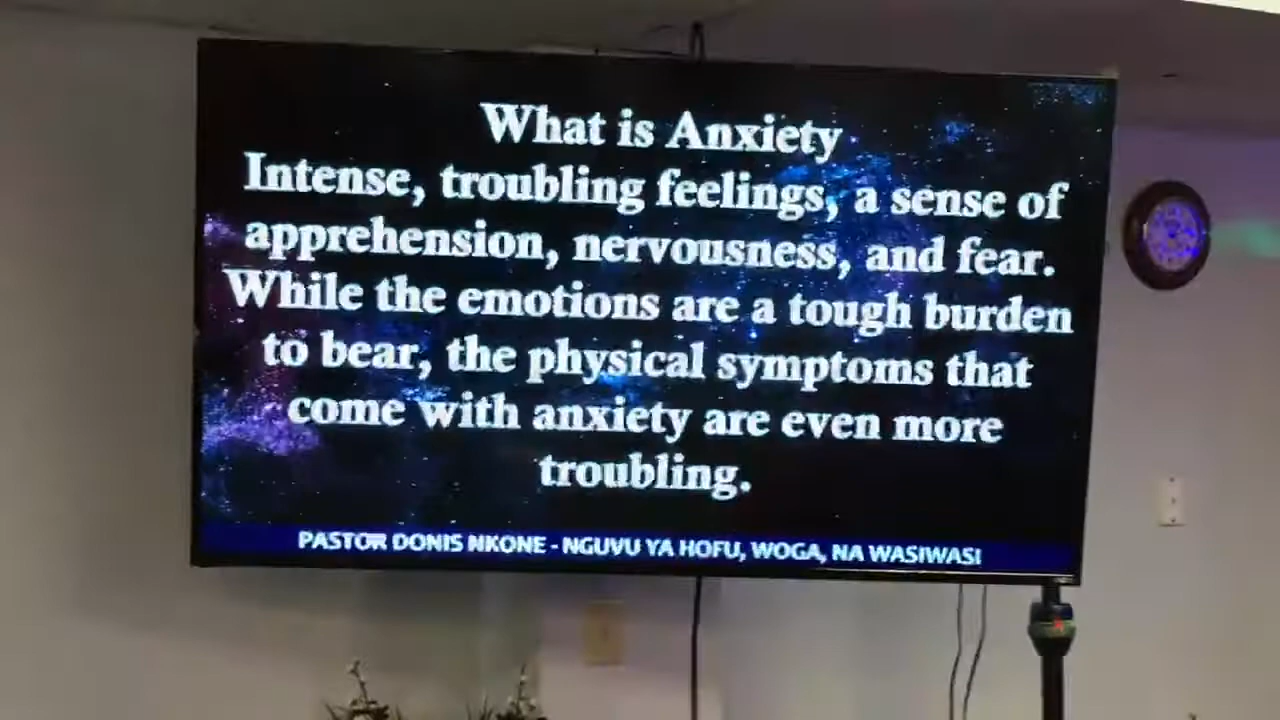 What is Anxiety
Intense, troubling feelings, a sense of
apprehension, nervousness, and fear.
While the emotions are a tough burden
to bear, the physical symptoms that
come with anxiety are even more
troubling.
PASTOR DONIS NKONE - NGUVU YA HOFU, WOGA, NA WASIWASI